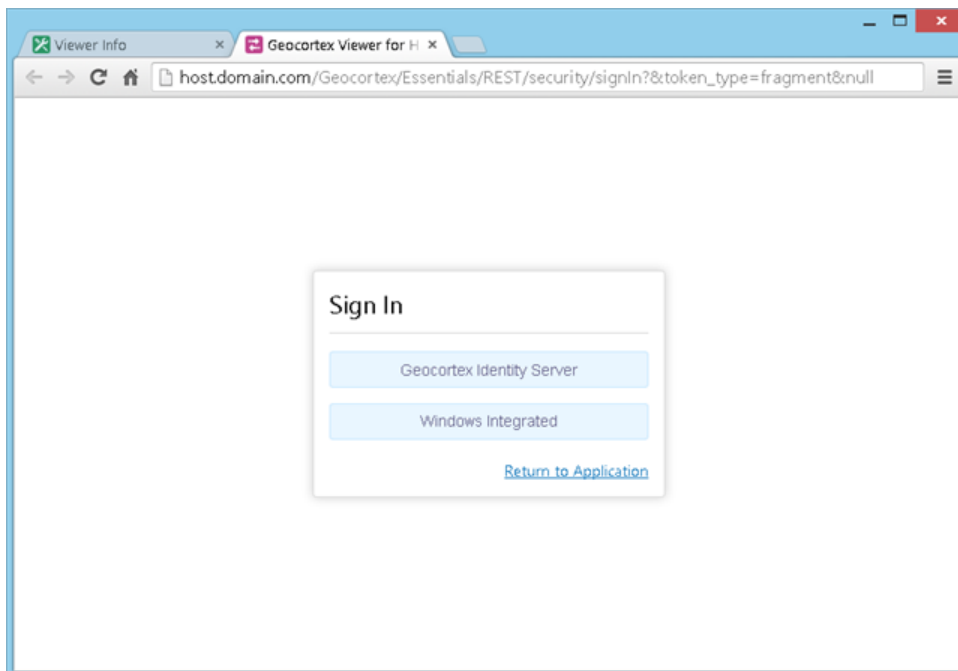 Viewer Info
Geocortex Viewer for H
host.domain.com/Geocortex/Essentials/REST/security/signIn?&token_type=fragment&null
Sign In
Geocortex Identity Server
Windows Integrated
Return to Application